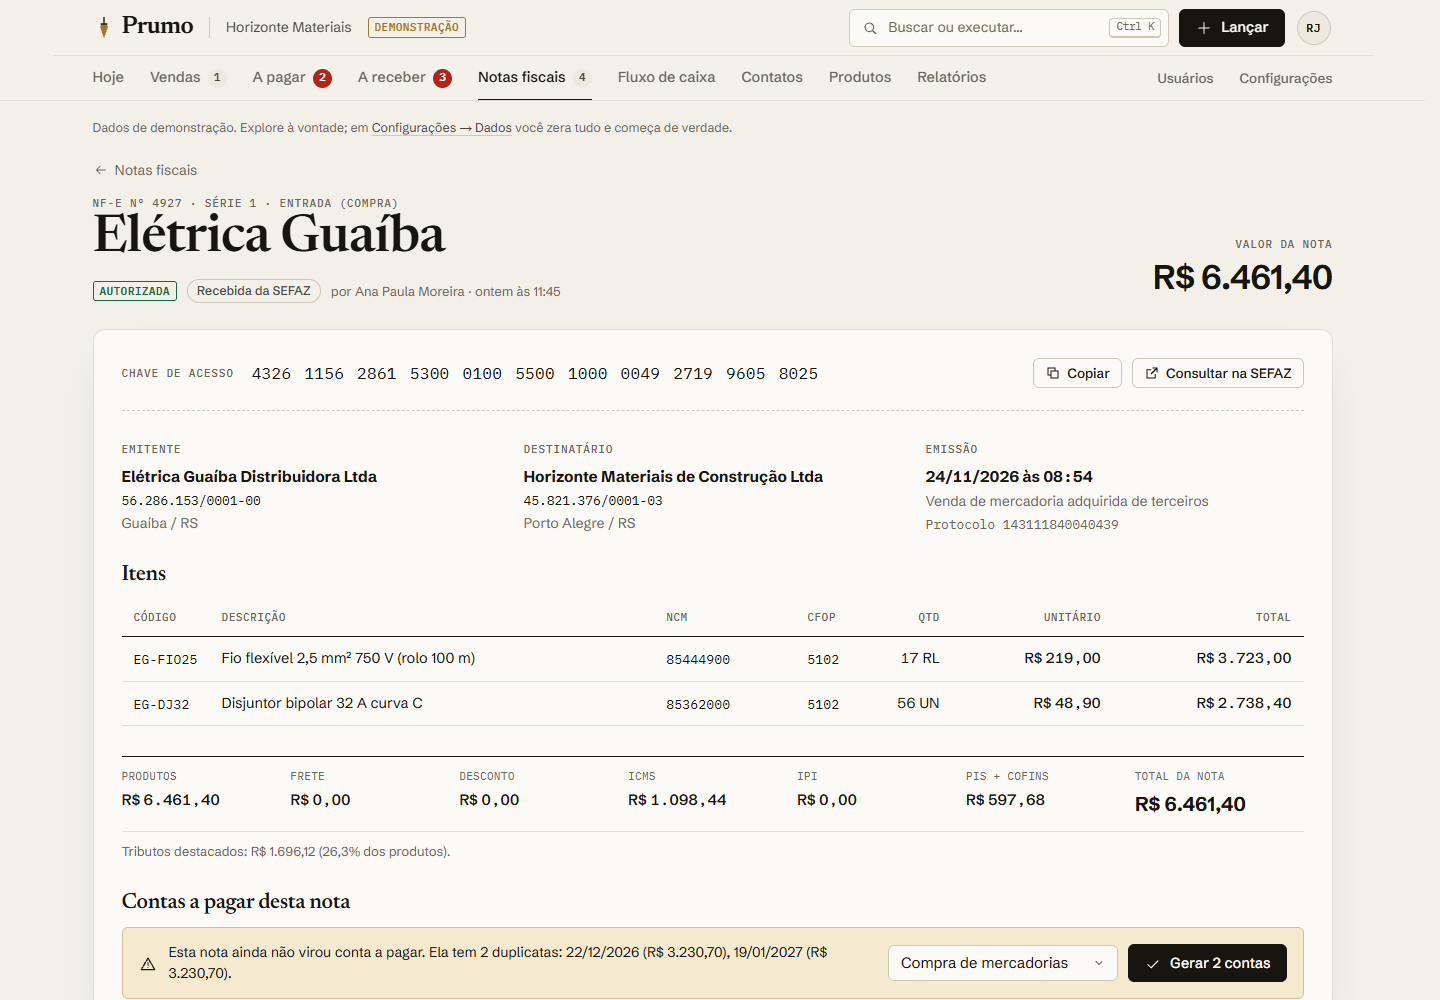 Prumo
Horizonte Materiais
DEMONSTRAÇÃO
Buscar ou executar...
Ctrl K
Lançar
RJ
Hoje
Vendas 1
A pagar 2
A receber 3
Notas fiscais 4
Fluxo de caixa
Contatos
Produtos
Relatórios
Usuários
Configurações
Dados de demonstração. Explore à vontade; em Configurações → Dados você zera tudo e começa de verdade.
← Notas fiscais
NF-E Nº 4927 · SÉRIE 1 · ENTRADA (COMPRA)
Elétrica Guaíba
VALOR DA NOTA
R$ 6.461,40
AUTORIZADA
Recebida da SEFAZ
por Ana Paula Moreira · ontem às 11:45
CHAVE DE ACESSO 4326 1156 2861 5300 0100 5500 1000 0049 2719 9605 8025
Copiar
Consultar na SEFAZ
EMITENTE
Elétrica Guaíba Distribuidora Ltda
56.286.153/0001-00
Guaíba / RS
DESTINATÁRIO
Horizonte Materiais de Construção Ltda
45.821.376/0001-03
Porto Alegre / RS
EMISSÃO
24/11/2026 às 08:54
Venda de mercadoria adquirida de terceiros
Protocolo 143111840040439
Itens
CÓDIGO DESCRIÇÃO NCM CFOP QTD UNITÁRIO TOTAL
EG-FIO25 Fio flexível 2,5 mm² 750 V (rolo 100 m) 85444900 5102 17 RL R$ 219,00 R$ 3.723,00
EG-DJ32 Disjuntor bipolar 32 A curva C 85362000 5102 56 UN R$ 48,90 R$ 2.738,40
PRODUTOS FRETE DESCONTO ICMS IPI PIS + COFINS TOTAL DA NOTA
R$ 6.461,40 R$ 0,00 R$ 0,00 R$ 1.098,44 R$ 0,00 R$ 597,68 R$ 6.461,40
Tributos destacados: R$ 1.696,12 (26,3% dos produtos).
Contas a pagar desta nota
Esta nota ainda não virou conta a pagar. Ela tem 2 duplicatas: 22/12/2026 (R$ 3.230,70), 19/01/2027 (R$
3.230,70).
Compra de mercadorias
Gerar 2 contas